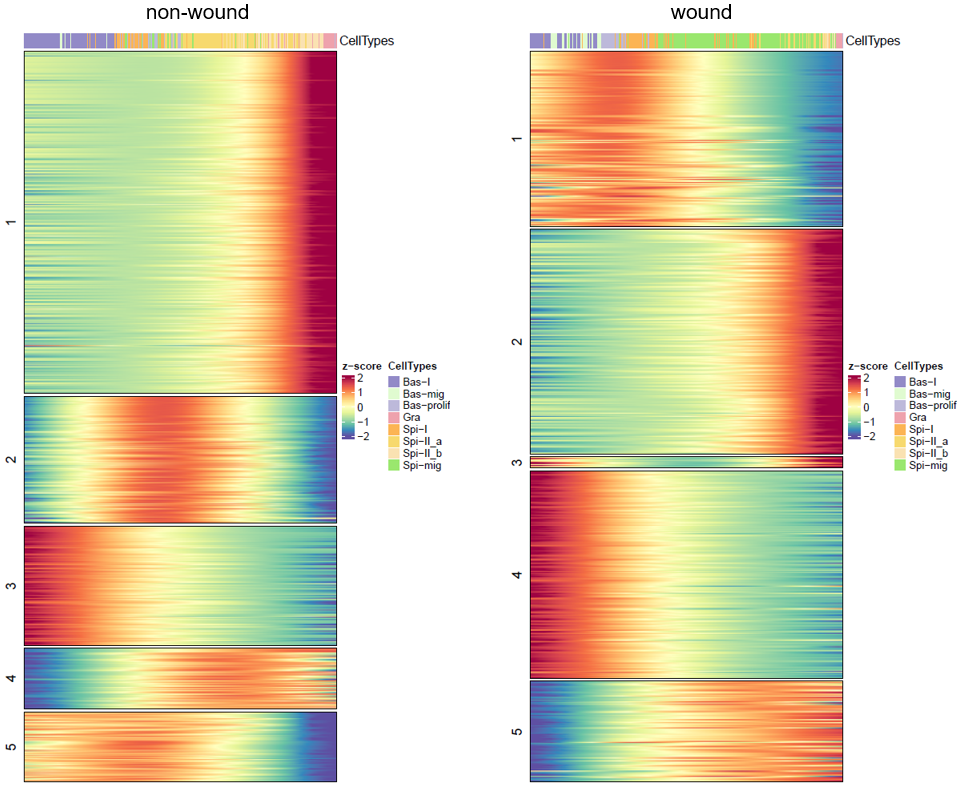 non-wound
CellTypes
1
2
3
4
5
z-score
2
1
0
−1
−2
CellTypes
Bas−I
Bas−mig
Bas−prolif
Gra
Spi−I
Spi−II_a
Spi−II_b
Spi−mig
wound
CellTypes
1
2
3
4
5
z-score
2
1
0
−1
−2
CellTypes
Bas−I
Bas−mig
Bas−prolif
Gra
Spi−I
Spi−II_a
Spi−II_b
Spi−mig